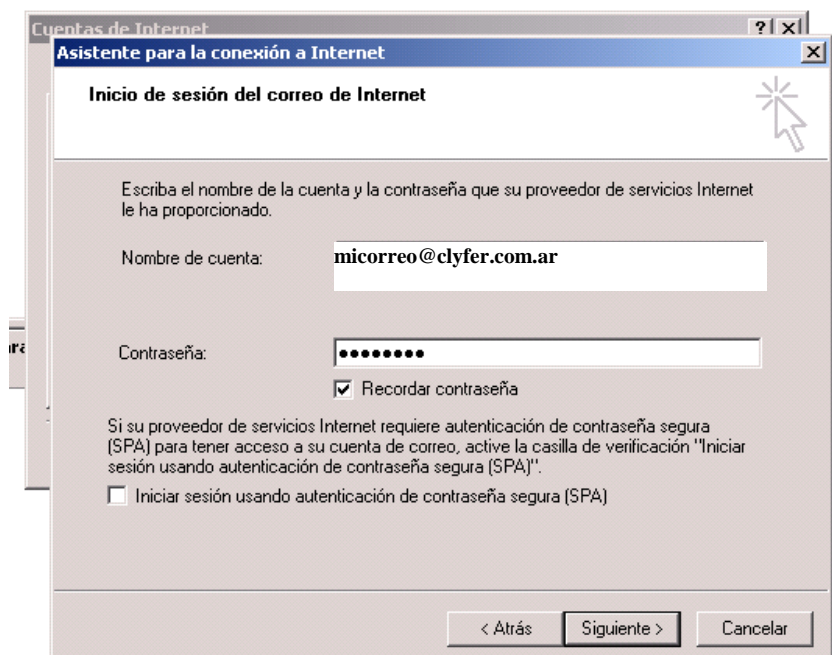 Cuentas de Internet
Asistente para la conexión a Internet
Inicio de sesión del correo de Internet
Escriba el nombre de la cuenta y la contraseña que su proveedor de servicios Internet
le ha proporcionado.
Nombre de cuenta:
micorreo@clyfer.com.ar
Contraseña:
●●●●●●●●
Recordar contraseña
Si su proveedor de servicios Internet requiere autenticación de contraseña segura
(SPA) para tener acceso a su cuenta de correo, active la casilla de verificación "Iniciar
sesión usando autenticación de contraseña segura (SPA)".
Iniciar sesión usando autenticación de contraseña segura (SPA)
< Atrás
Siguiente >
Cancelar